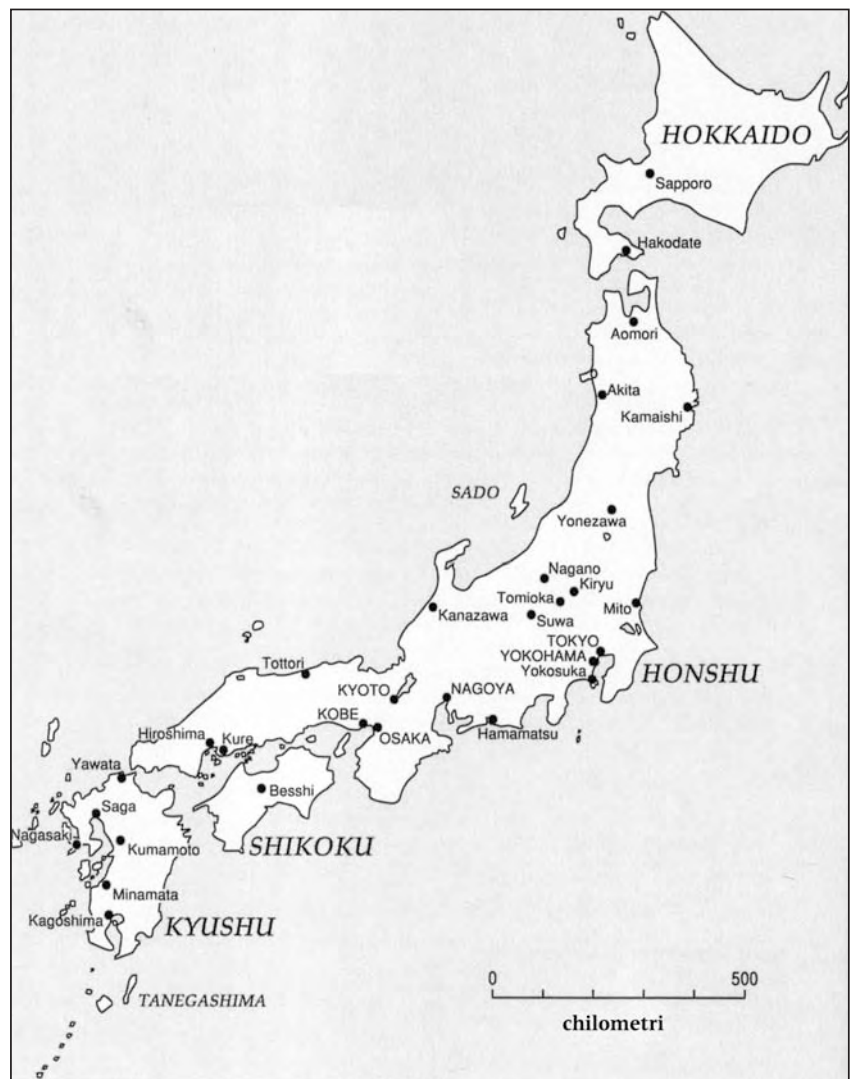 HOKKAIDO
Sapporo
Hakodate
Aomori
Akita
Kamaishi
SADO
Yonezawa
Nagano
Kiryu
Tomioka
Mito
Kanazawa
Suwa
TOKYO
YOKOHAMA
Yokosuka
HONSHU
Tottori
KYOTO
NAGOYA
KOBE
OSAKA
Hamamatsu
Hiroshima
Kure
Yawata
Besshi
Saga
Nagasaki
Kumamoto
SHIKOKU
Minamata
Kagoshima
KYUSHU
TANEGASHIMA
0 500
chilometri